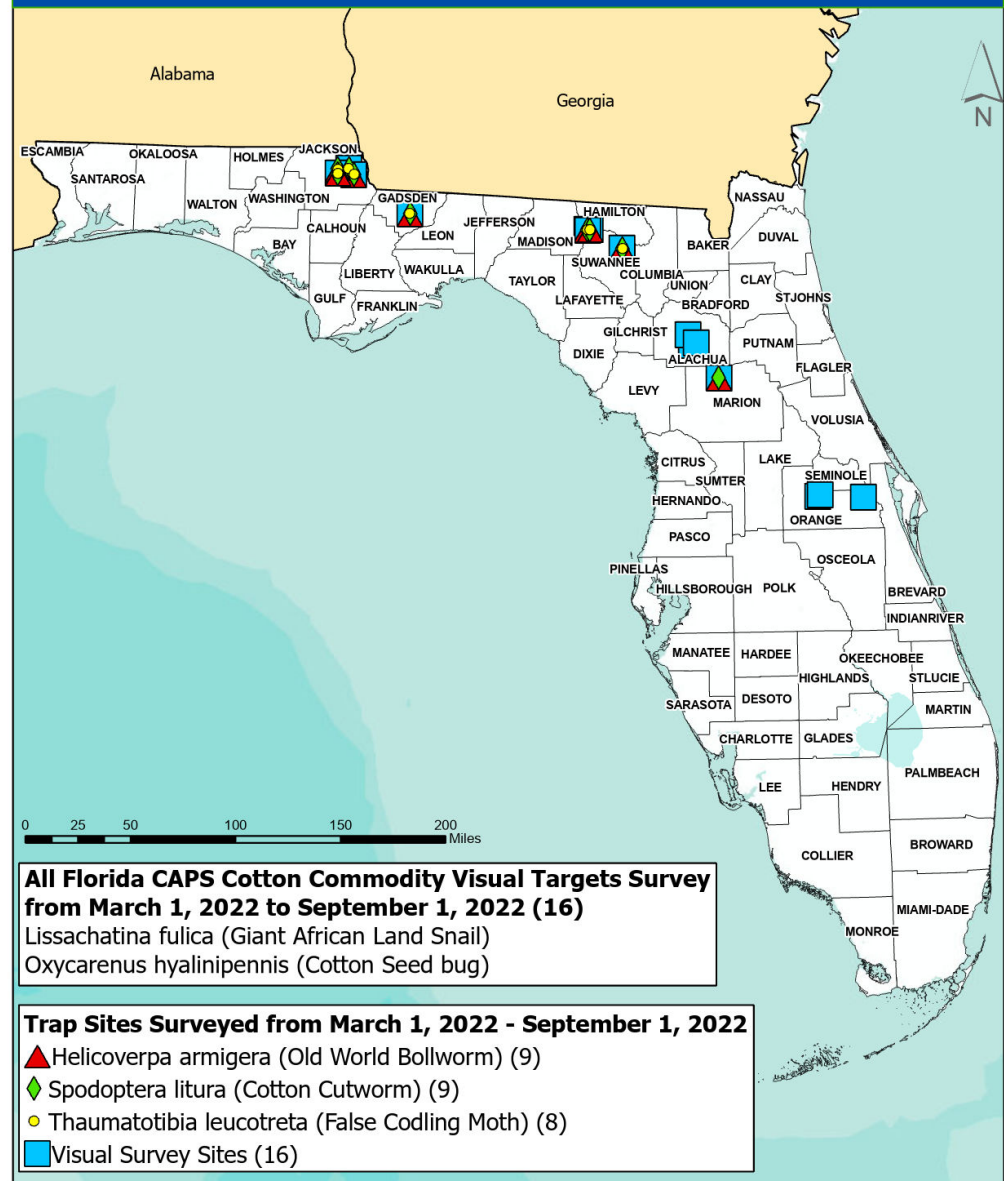 Alabama
Georgia
N
ESCAMBIA
OKALOOSA
HOLMES
JACKSON
SANTAROSA
WALTON
WASHINGTON
GADSDEN
NASSAU
CALHOUN
LEON
JEFFERSON
HAMILTON
BAY
MADISON
BAKER
DUVAL
LIBERTY
WAKULLA
SUWANNEE
TAYLOR
COLUMBIA
UNION
CLAY
GULF
FRANKLIN
LAFAYETTE
BRADFORD
STJOHNS
GILCHRIST
PUTNAM
DIXIE
ALACHUA
FLAGLER
LEVY
MARION
VOLUSIA
CITRUS
LAKE
SUMTER
SEMINOLE
HERNANDO
ORANGE
PASCO
OSCEOLA
PINELLAS
HILLSBOROUGH
POLK
BREVARD
INDIANRIVER
MANATEE
HARDEE
OKEECHOBEE
HIGHLANDS
STLUCIE
SARASOTA
DESOTO
MARTIN
CHARLOTTE
GLADES
PALMBEACH
LEE
HENDRY
BROWARD
COLLIER
MIAMI-DADE
MONROE
0 25 50 100 150 200
Miles
All Florida CAPS Cotton Commodity Visual Targets Survey
from March 1, 2022 to September 1, 2022 (16)
Lissachatina fulica (Giant African Land Snail)
Oxycarenus hyalinipennis (Cotton Seed bug)
Trap Sites Surveyed from March 1, 2022 - September 1, 2022
Helicoverpa armigera (Old World Bollworm) (9)
Spodoptera litura (Cotton Cutworm) (9)
Thaumatotibia leucotreta (False Codling Moth) (8)
Visual Survey Sites (16)